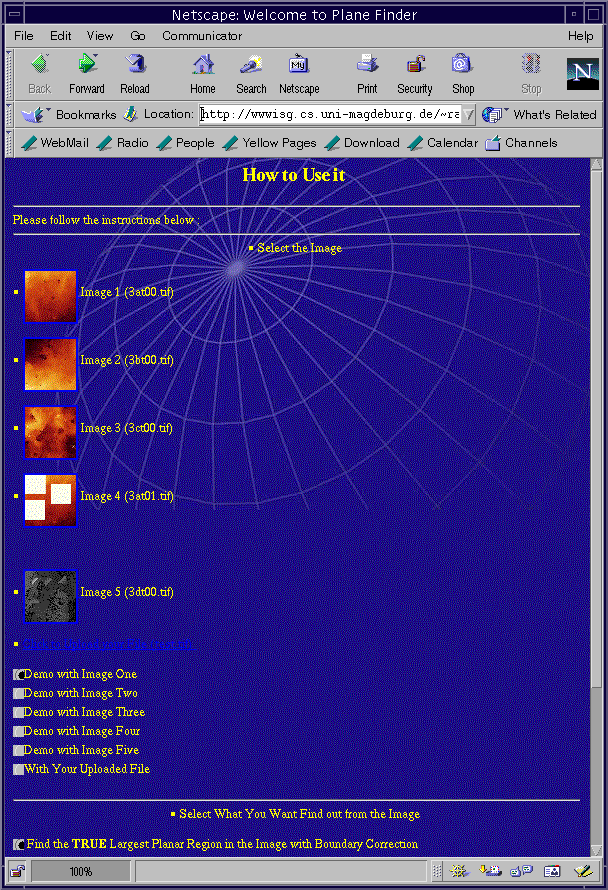 Netscape: Welcome to Plane Finder
File Edit View Go Communicator Help
Back Forward Reload Home Search Netscape Print Security Shop Stop
My
N
Bookmarks Location: http://wwwisg.cs.uni-magdeburg.de/~ra What's Related
WebMail Radio People Yellow Pages Download Calendar Channels
How to Use it
Please follow the instructions below :
Select the Image
Image 1 (3at00.tif)
Image 2 (3bt00.tif)
Image 3 (3ct00.tif)
Image 4 (3at01.tif)
Image 5 (3dt00.tif)
Demo with Image One
Demo with Image Two
Demo with Image Three
Demo with Image Four
Demo with Image Five
With Your Uploaded File
Select What You Want Find out from the Image
Find the TRUE Largest Planar Region in the Image with Boundary Correction
100%